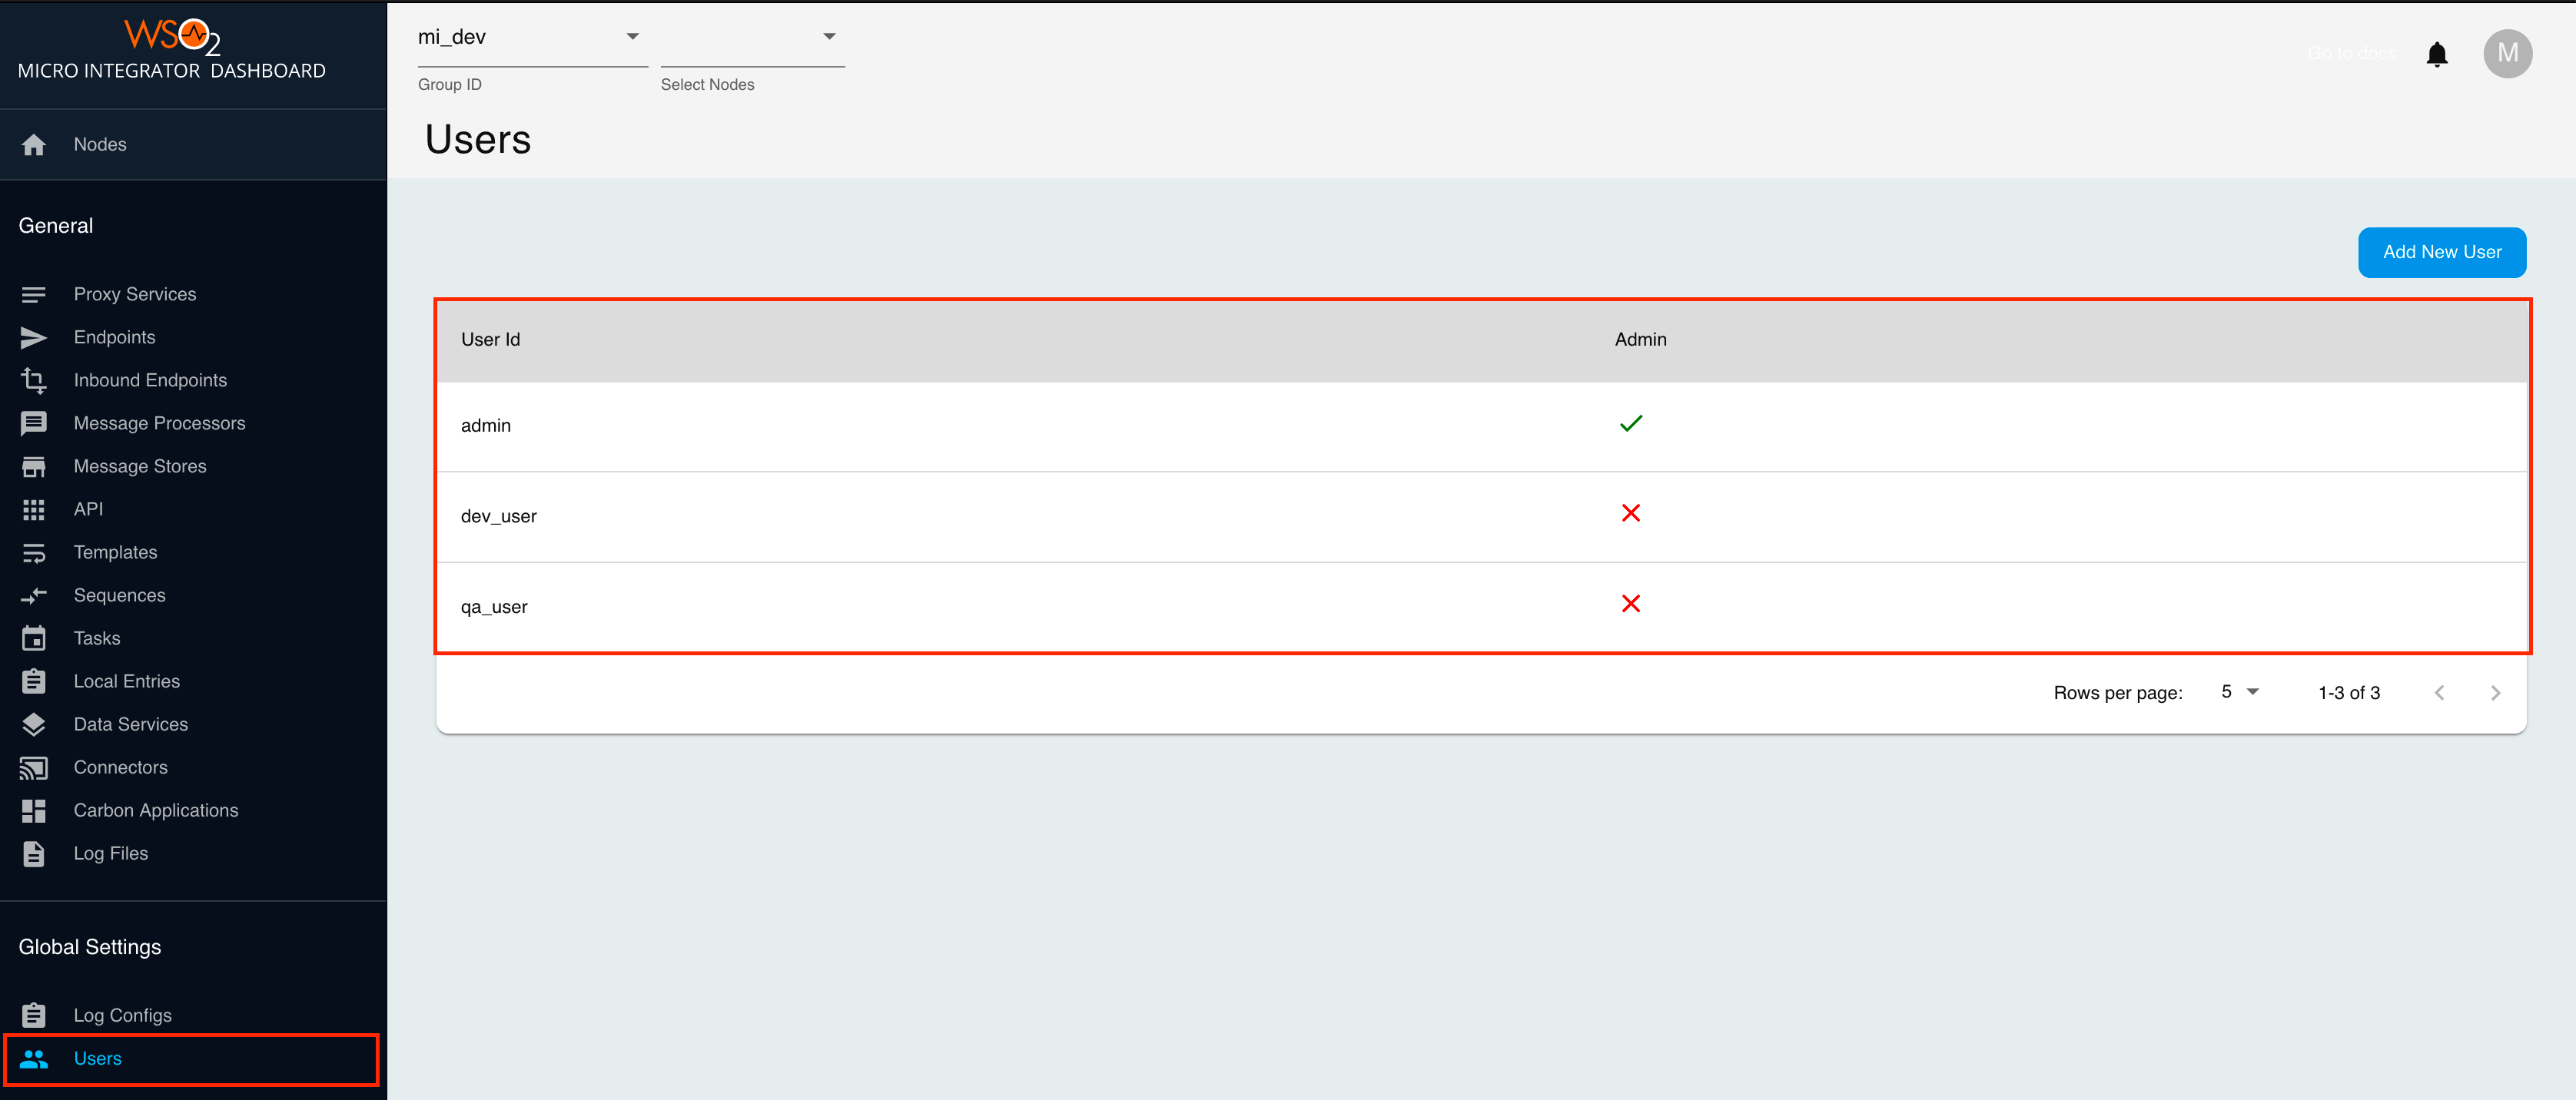 WSO2
MICRO INTEGRATOR DASHBOARD
Nodes
General
Proxy Services
Endpoints
Inbound Endpoints
Message Processors
Message Stores
API
Templates
Sequences
Tasks
Local Entries
Data Services
Connectors
Carbon Applications
Log Files
Global Settings
Log Configs
Users
mi_dev
Group ID
Select Nodes
Go to docs
M
Users
Add New User
User Id Admin
admin
dev_user
qa_user
Rows per page: 5 1-3 of 3